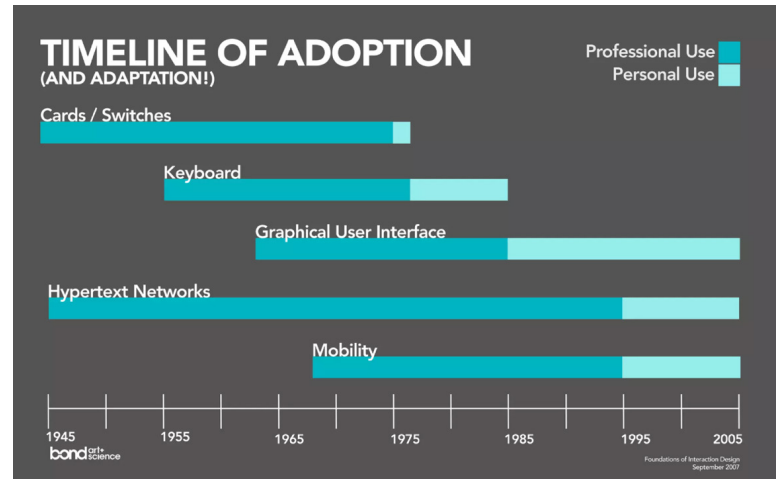 TIMELINE OF ADOPTION
(AND ADAPTATION!)
Professional Use
Personal Use
Cards / Switches
Keyboard
Graphical User Interface
Hypertext Networks
Mobility
1945 1955 1965 1975 1985 1995 2005
bond art+ science
Foundations of Interaction Design
September 2007